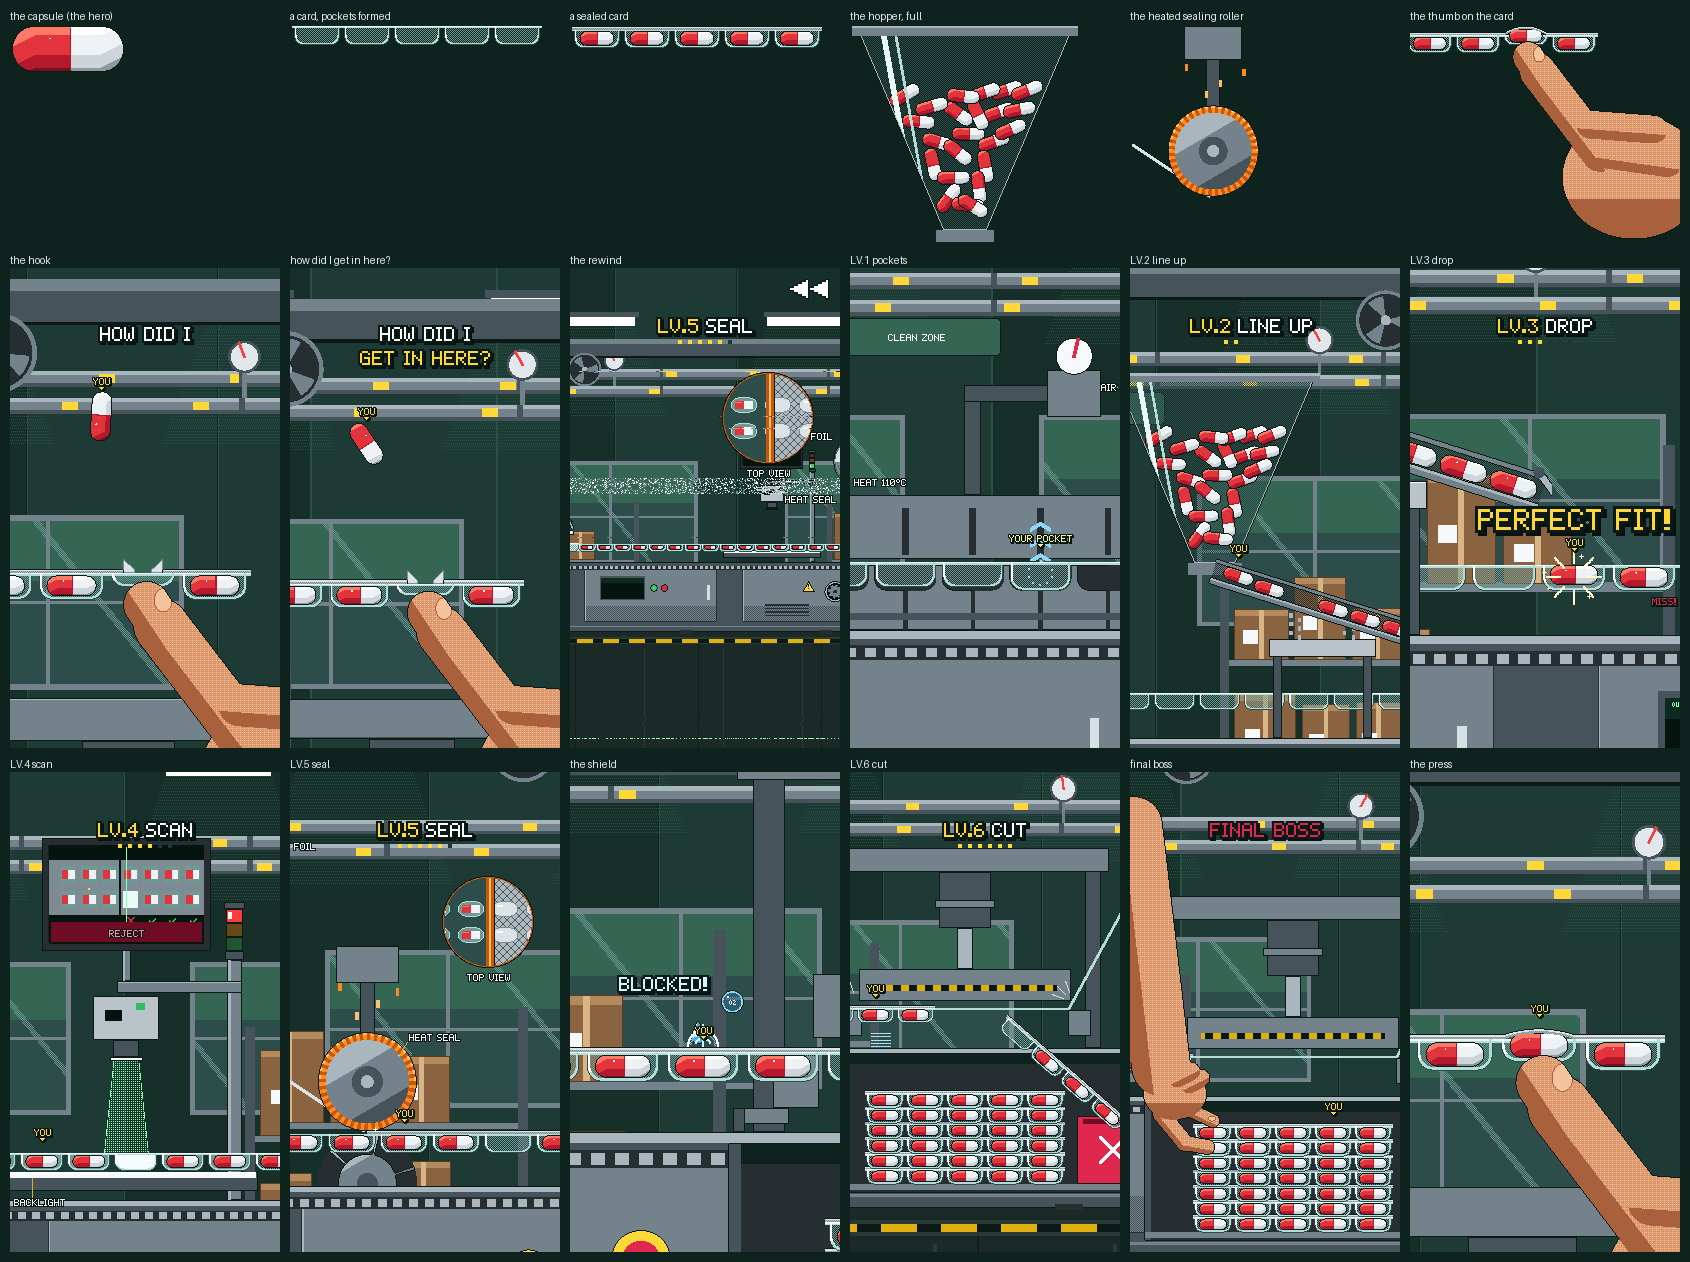 the capsule (the hero)
a card, pockets formed
a sealed card
the hopper, full
the heated sealing roller
the thumb on the card
the hook
HOW DID I
YOU
how did I get in here?
HOW DID I
GET IN HERE?
YOU
the rewind
LV.5 SEAL
FOIL
TOP VIEW
HEAT SEAL
LV.1 pockets
CLEAN ZONE
AIR
HEAT 110°C
YOUR POCKET
LV.2 line up
LV.2 LINE UP
YOU
LV.3 drop
LV.3 DROP
PERFECT FIT!
YOU
MISS!
LV.4 scan
LV.4 SCAN
REJECT
YOU
BACKLIGHT
LV.5 seal
LV.5 SEAL
FOIL
TOP VIEW
HEAT SEAL
YOU
the shield
BLOCKED!
O2
YOU
LV.6 cut
LV.6 CUT
YOU
final boss
FINAL BOSS
YOU
the press
YOU